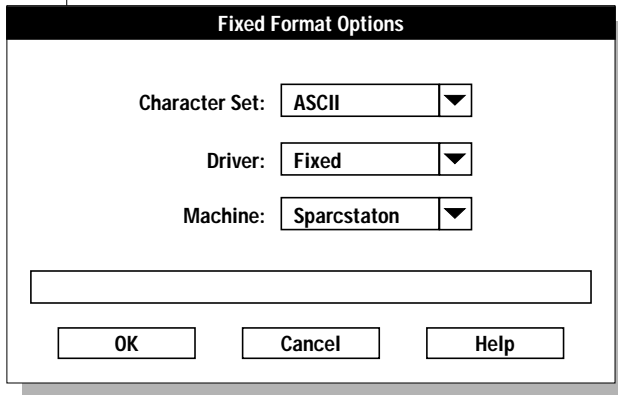 Fixed Format Options
Character Set: ASCII
Driver: Fixed
Machine: Sparcstaton
OK Cancel Help